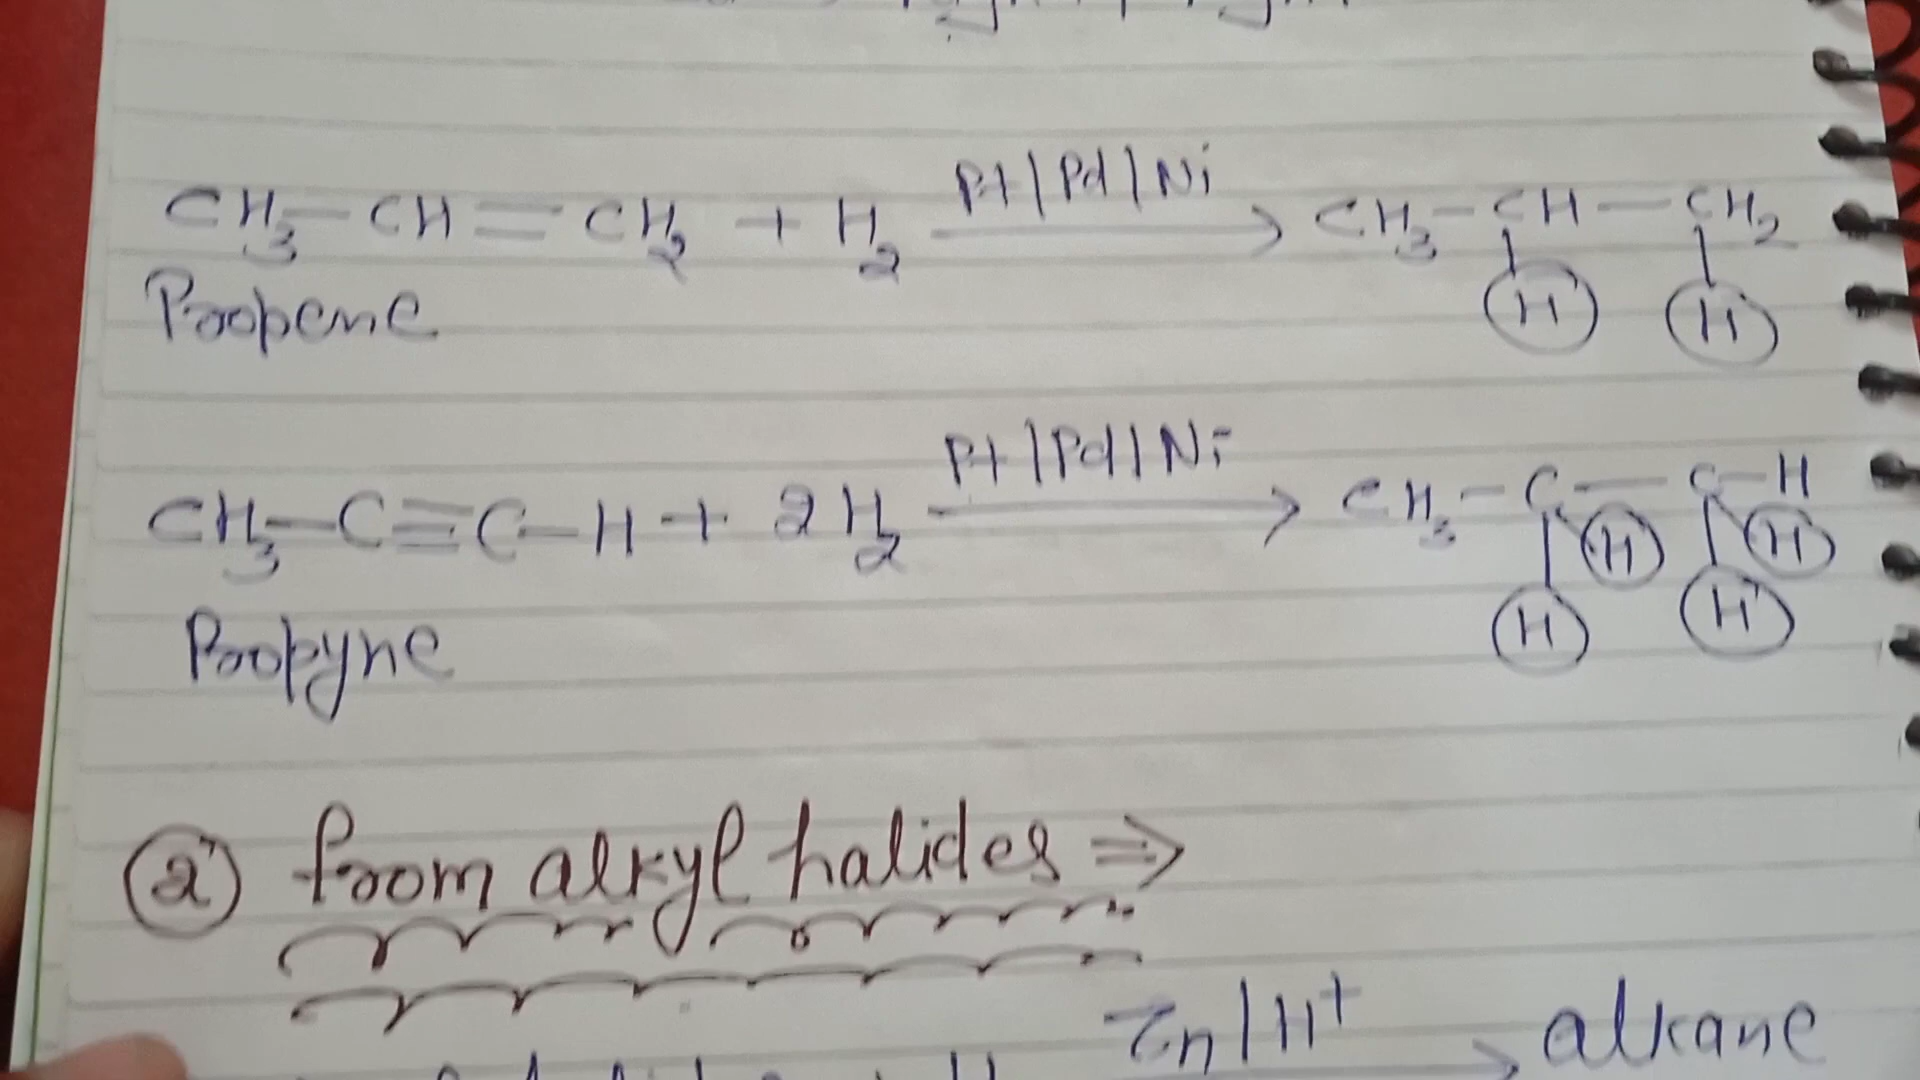 Pt | Pd | Ni
CH3 – CH = CH2 + H2 → CH3 – CH – CH2
H H
Propene
Pt | Pd | Ni
CH3 – C ≡ C – H + 2H2 → CH3 – C – C – H
H H
H H
Propyne
② from alkyl halides ⇒
Zn | H+
→ alkane